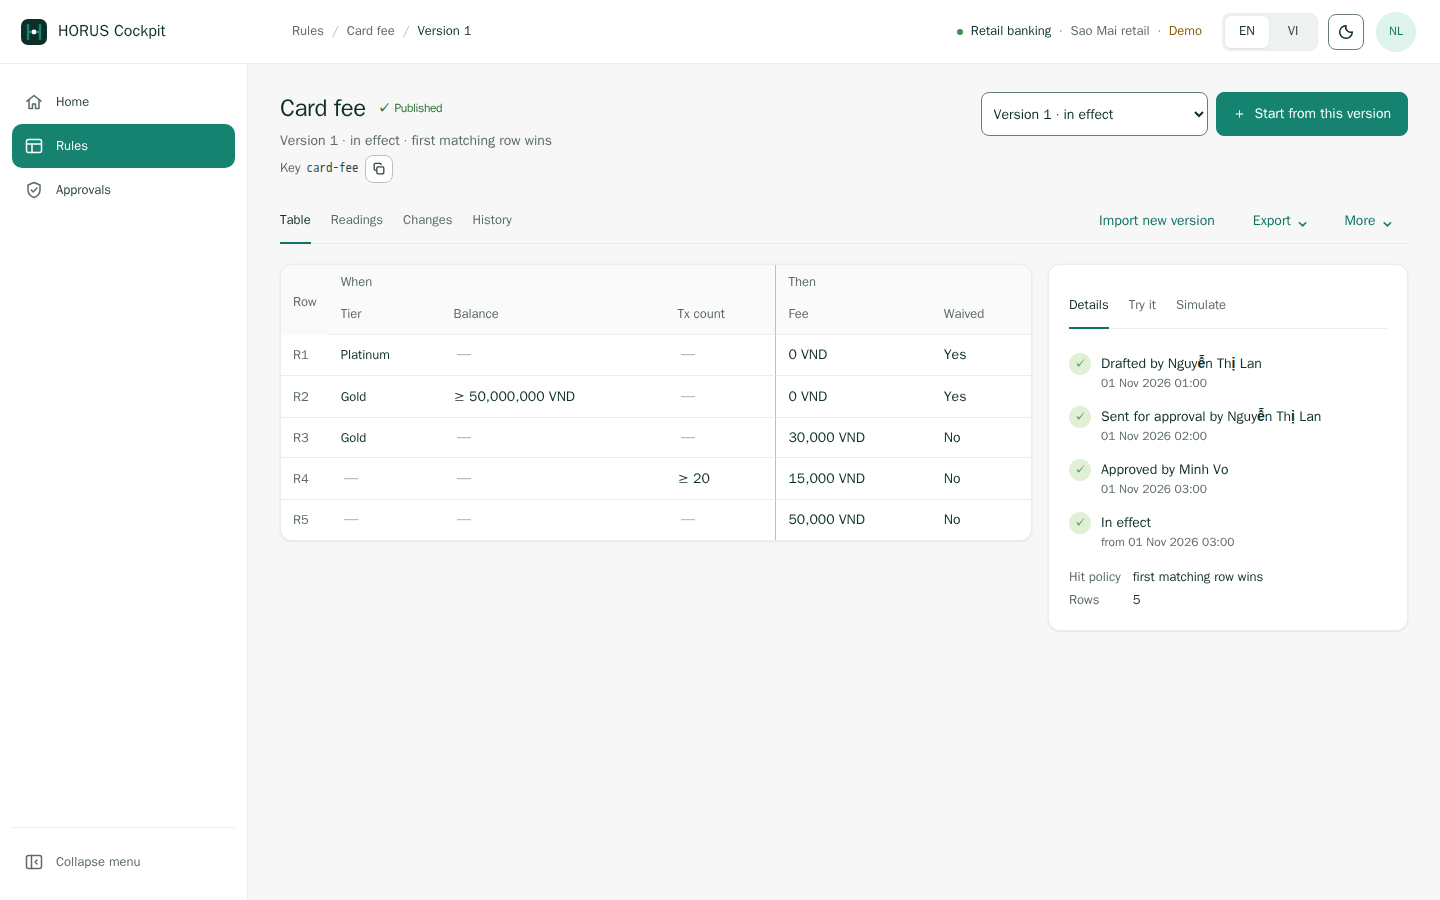 HORUS Cockpit
Rules / Card fee / Version 1
Retail banking · Sao Mai retail · Demo
EN VI
NL
Home
Rules
Approvals
Collapse menu
Card fee ✓ Published
Version 1 · in effect · first matching row wins
Key card-fee
Version 1 · in effect
+ Start from this version
Table Readings Changes History
Import new version Export More
Row When Then
Tier Balance Tx count Fee Waived
R1 Platinum — — 0 VND Yes
R2 Gold ≥ 50,000,000 VND — 0 VND Yes
R3 Gold — — 30,000 VND No
R4 — — ≥ 20 15,000 VND No
R5 — — — 50,000 VND No
Details Try it Simulate
✓ Drafted by Nguyễn Thị Lan
01 Nov 2026 01:00
✓ Sent for approval by Nguyễn Thị Lan
01 Nov 2026 02:00
✓ Approved by Minh Vo
01 Nov 2026 03:00
✓ In effect
from 01 Nov 2026 03:00
Hit policy first matching row wins
Rows 5